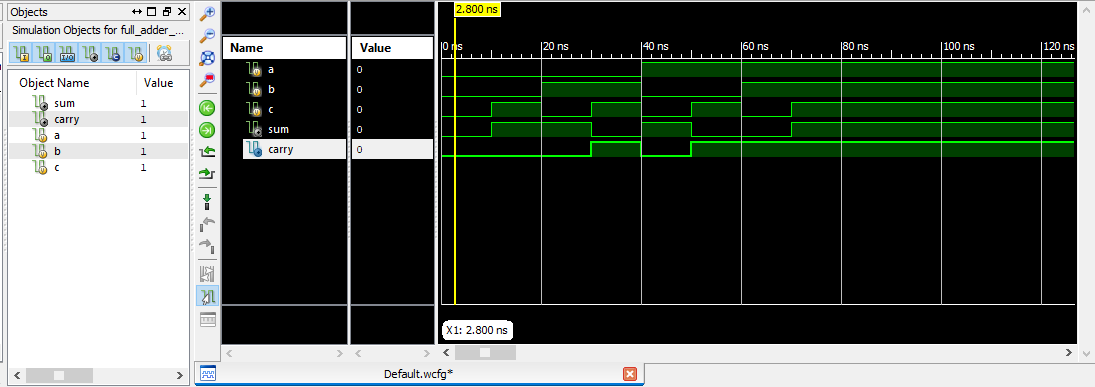 Objects
Simulation Objects for full_adder_...
Object Name Value
sum 1
carry 1
a 1
b 1
c 1
Name Value
a 0
b 0
c 0
sum 0
carry 0
2.800 ns
0 ns 20 ns 40 ns 60 ns 80 ns 100 ns 120 ns
X1: 2.800 ns
Default.wcfg*